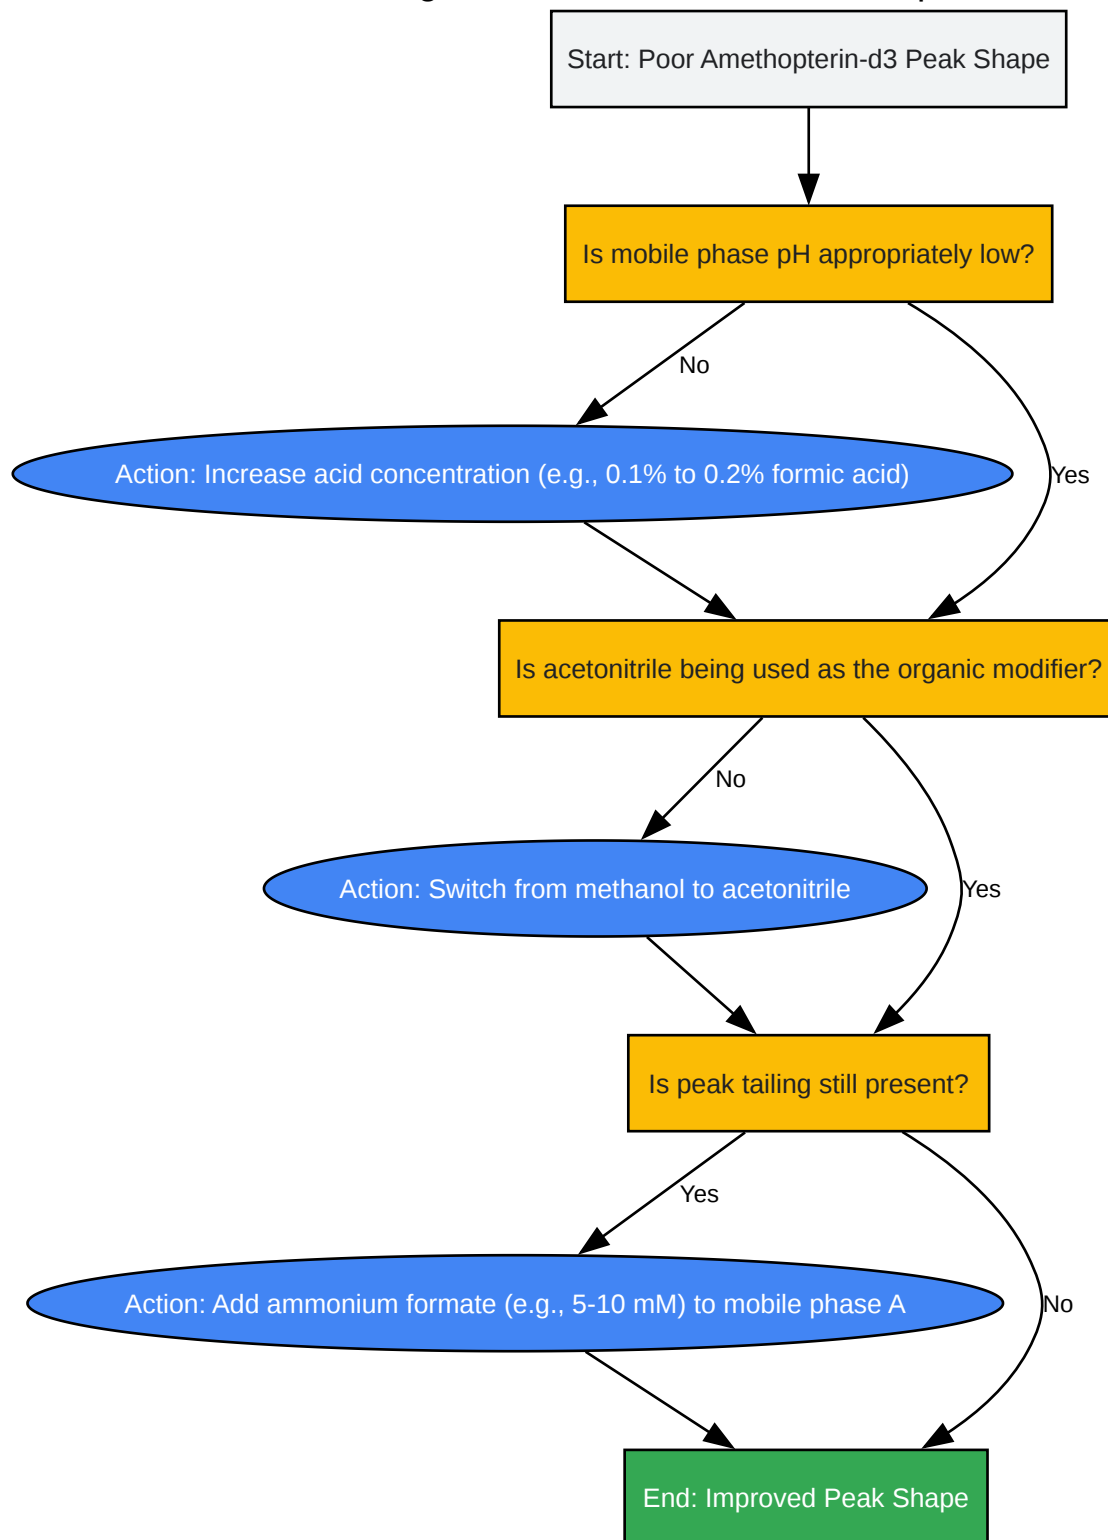 Start: Poor Amethopterin-d3 Peak Shape
Is mobile phase pH appropriately low?
No
Action: Increase acid concentration (e.g., 0.1% to 0.2% formic acid)
Yes
Is acetonitrile being used as the organic modifier?
No
Action: Switch from methanol to acetonitrile
Yes
Is peak tailing still present?
Yes
Action: Add ammonium formate (e.g., 5-10 mM) to mobile phase A
No
End: Improved Peak Shape